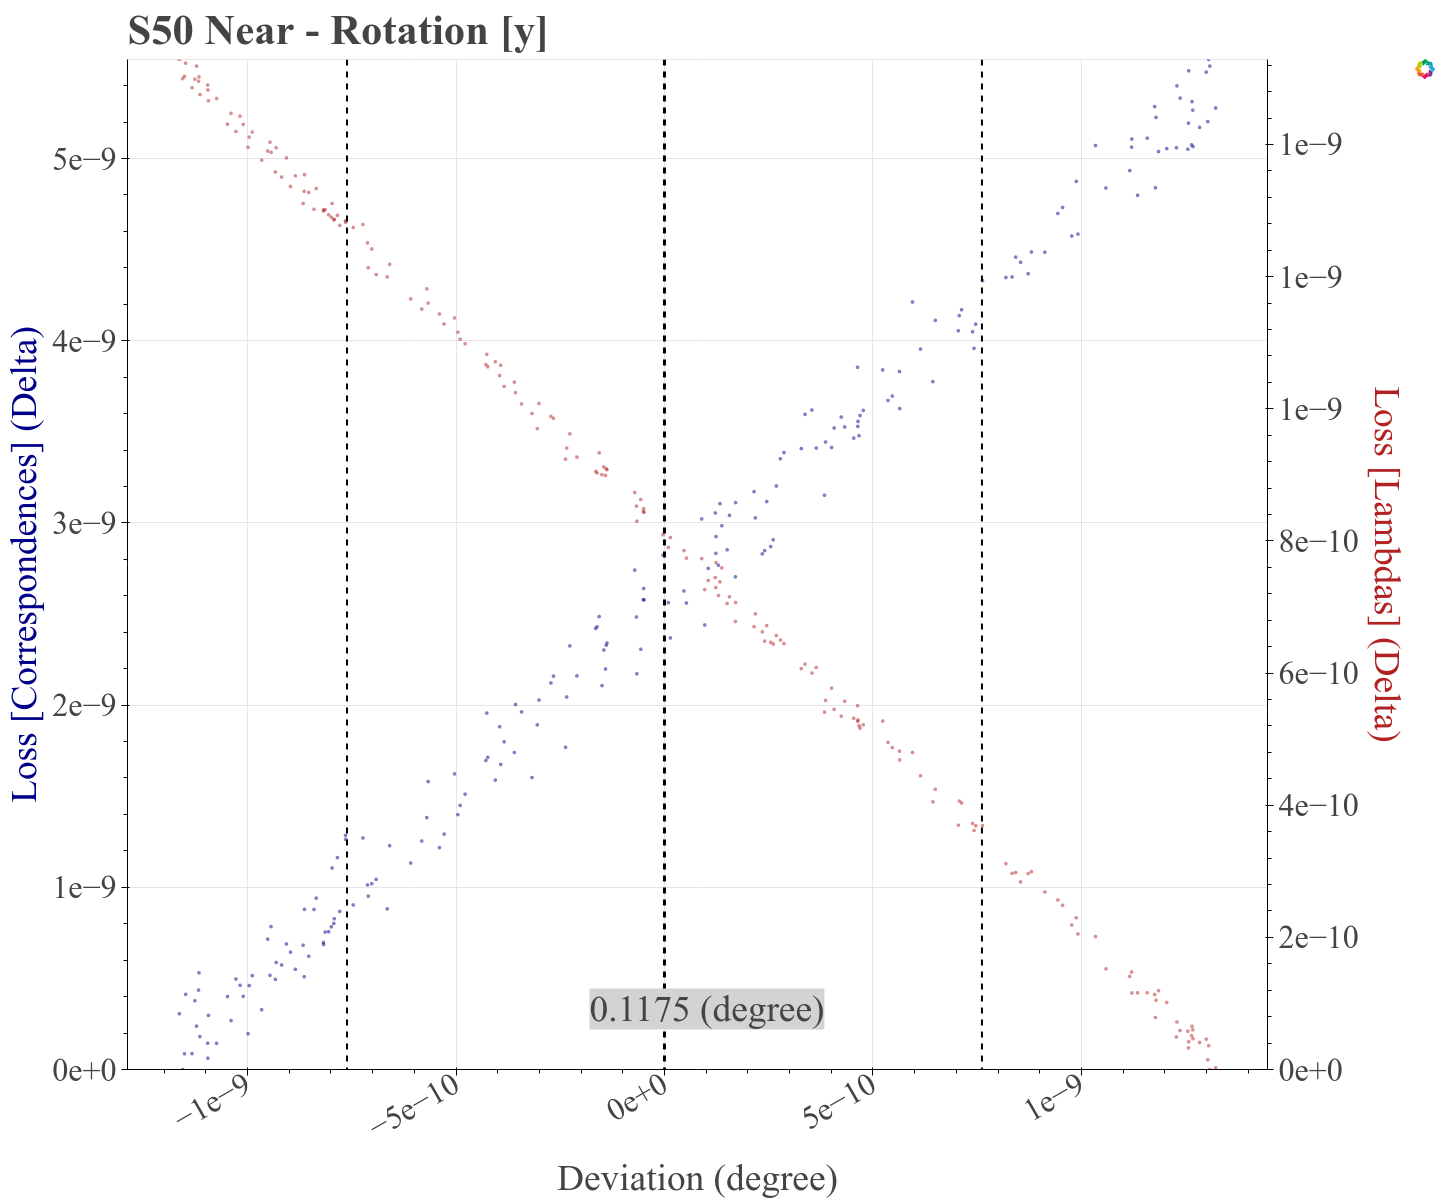 S50 Near - Rotation [y]
5e−9
4e−9
3e−9
2e−9
1e−9
0e+0
Loss [Correspondences] (Delta)
1e−9
1e−9
1e−9
8e−10
6e−10
4e−10
2e−10
0e+0
Loss [Lambdas] (Delta)
0.1175 (degree)
−1e−9
−5e−10
0e+0
5e−10
1e−9
Deviation (degree)